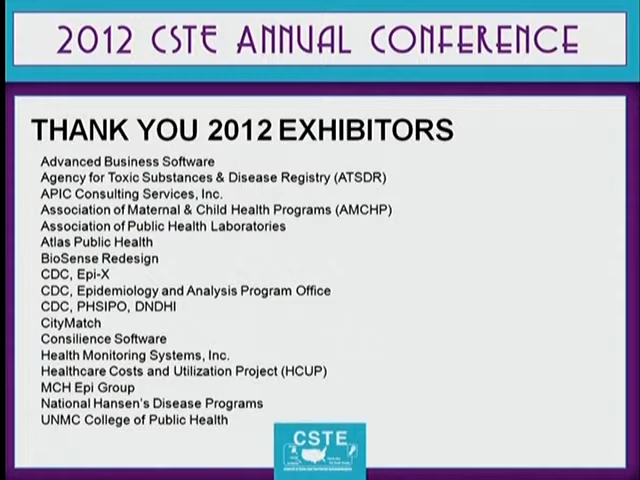 2012 CSTE ANNUAL CONFERENCE
THANK YOU 2012 EXHIBITORS
Advanced Business Software
Agency for Toxic Substances & Disease Registry (ATSDR)
APIC Consulting Services, Inc.
Association of Maternal & Child Health Programs (AMCHP)
Association of Public Health Laboratories
Atlas Public Health
BioSense Redesign
CDC, Epi-X
CDC, Epidemiology and Analysis Program Office
CDC, PHSIPO, DNDHI
CityMatch
Consilience Software
Health Monitoring Systems, Inc.
Healthcare Costs and Utilization Project (HCUP)
MCH Epi Group
National Hansen's Disease Programs
UNMC College of Public Health
CSTE